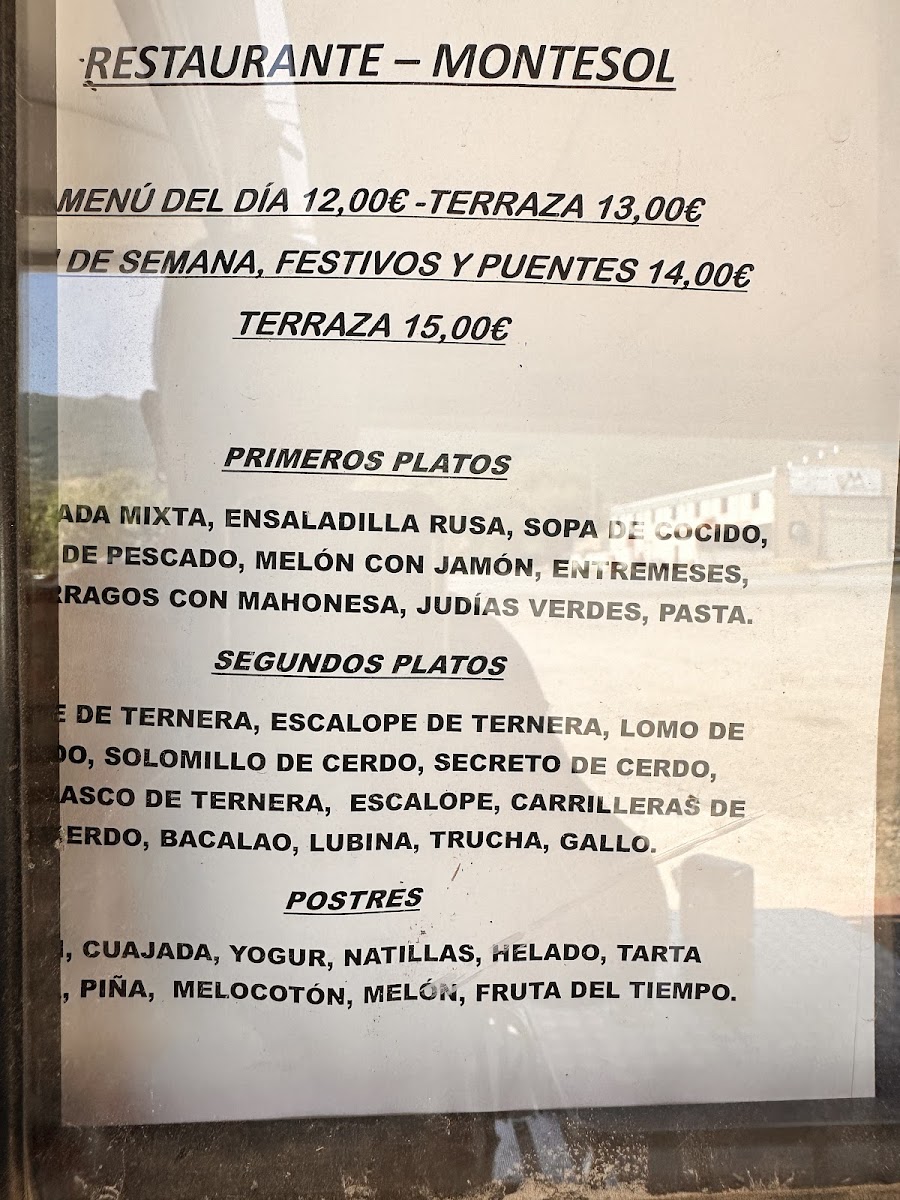 RESTAURANTE – MONTESOL
MENÚ DEL DÍA 12,00€ -TERRAZA 13,00€
DE SEMANA, FESTIVOS Y PUENTES 14,00€
TERRAZA 15,00€
PRIMEROS PLATOS
ADA MIXTA, ENSALADILLA RUSA, SOPA DE COCIDO,
DE PESCADO, MELÓN CON JAMÓN, ENTREMESES,
RRAGOS CON MAHONESA, JUDÍAS VERDES, PASTA.
SEGUNDOS PLATOS
E DE TERNERA, ESCALOPE DE TERNERA, LOMO DE
DO, SOLOMILLO DE CERDO, SECRETO DE CERDO,
ASCO DE TERNERA, ESCALOPE, CARRILLERAS DE
ERDO, BACALAO, LUBINA, TRUCHA, GALLO.
POSTRES
, CUAJADA, YOGUR, NATILLAS, HELADO, TARTA
, PIÑA, MELOCOTÓN, MELÓN, FRUTA DEL TIEMPO.